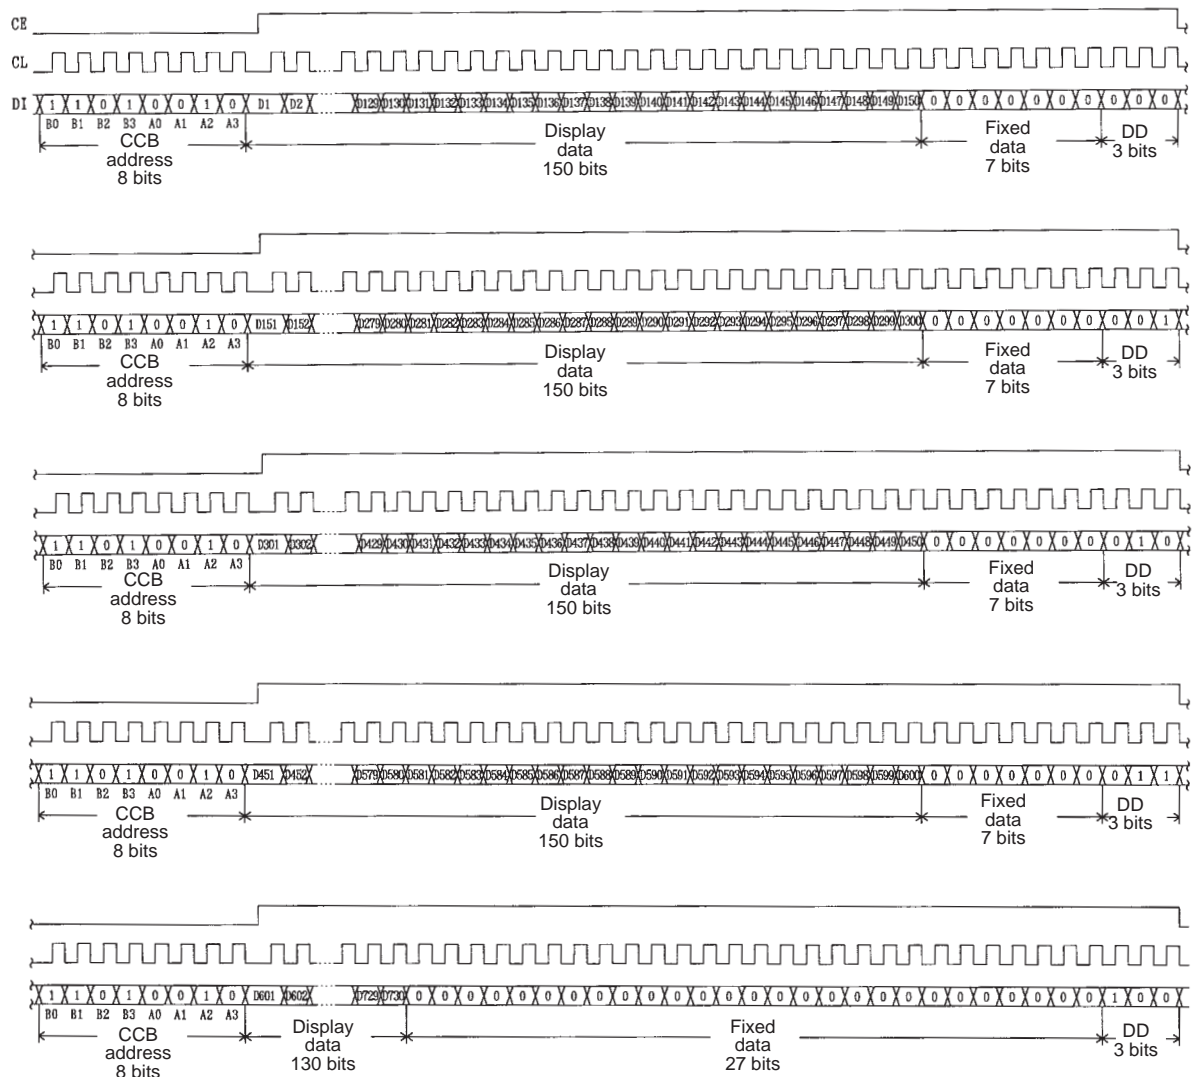 CE
CL
DI 1 1 0 1 0 0 1 0 D1 D2 D129 D130 D131 D132 D133 D134 D135 D136 D137 D138 D139 D140 D141 D142 D143 D144 D145 D146 D147 D148 D149 D150 0 0 0 0 0 0 0 0 0 0
B0 B1 B2 B3 A0 A1 A2 A3
CCB address 8 bits
Display data 150 bits
Fixed data 7 bits
DD 3 bits
1 1 0 1 0 0 1 0 D151 D152 D279 D280 D281 D282 D283 D284 D285 D286 D287 D288 D289 D290 D291 D292 D293 D294 D295 D296 D297 D298 D299 D300 0 0 0 0 0 0 0 0 0 1
B0 B1 B2 B3 A0 A1 A2 A3
CCB address 8 bits
Display data 150 bits
Fixed data 7 bits
DD 3 bits
1 1 0 1 0 0 1 0 D301 D302 D429 D430 D431 D432 D433 D434 D435 D436 D437 D438 D439 D440 D441 D442 D443 D444 D445 D446 D447 D448 D449 D450 0 0 0 0 0 0 0 0 1 0
B0 B1 B2 B3 A0 A1 A2 A3
CCB address 8 bits
Display data 150 bits
Fixed data 7 bits
DD 3 bits
1 1 0 1 0 0 1 0 D451 D452 D579 D580 D581 D582 D583 D584 D585 D586 D587 D588 D589 D590 D591 D592 D593 D594 D595 D596 D597 D598 D599 D600 0 0 0 0 0 0 0 0 1 1
B0 B1 B2 B3 A0 A1 A2 A3
CCB address 8 bits
Display data 150 bits
Fixed data 7 bits
DD 3 bits
1 1 0 1 0 0 1 0 D601 D602 D729 D730 0 0 0 0 0 0 0 0 0 0 0 0 0 0 0 0 0 0 0 0 0 0 0 0 0 0 0 1 0 0
B0 B1 B2 B3 A0 A1 A2 A3
CCB address 8 bits
Display data 130 bits
Fixed data 27 bits
DD 3 bits